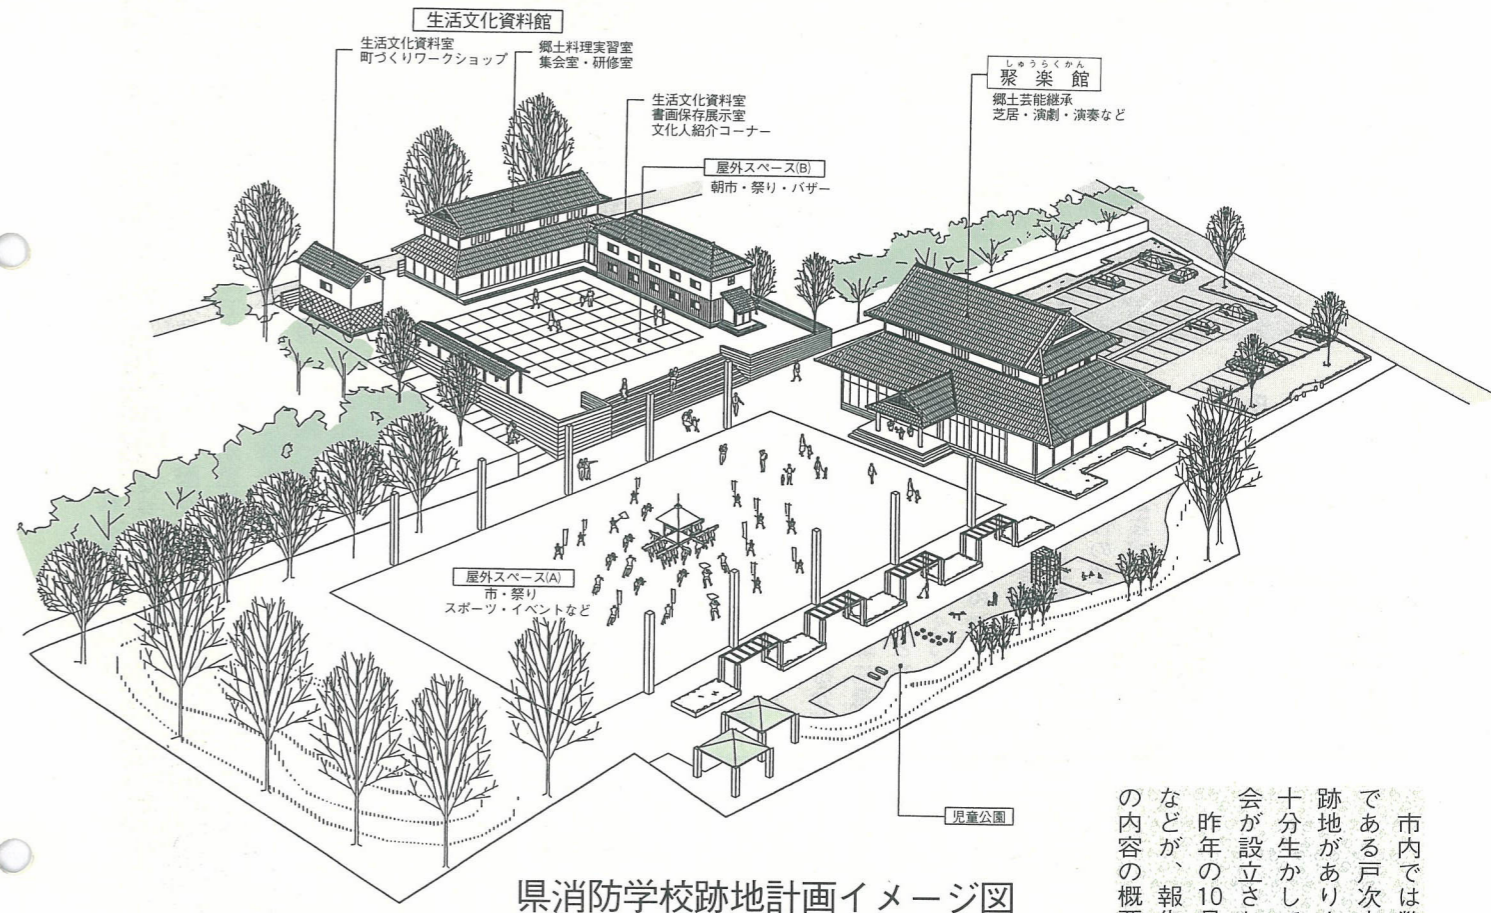 生活文化資料館
生活文化資料室
町づくりワークショップ
郷土料理実習室
集会室・研修室
生活文化資料室
書画保存展示室
文化人紹介コーナー
屋外スペース(B)
朝市・祭り・バザー
しゅうらくかん
聚楽館
郷土芸能継承
芝居・演劇・演奏など
屋外スペース(A)
市・祭り
スポーツ・イベントなど
児童公園
県消防学校跡地計画イメージ図
市内では
である戸次
跡地があり
十分生かし
会が設立さ
昨年の10月
などが、報
の内容の概